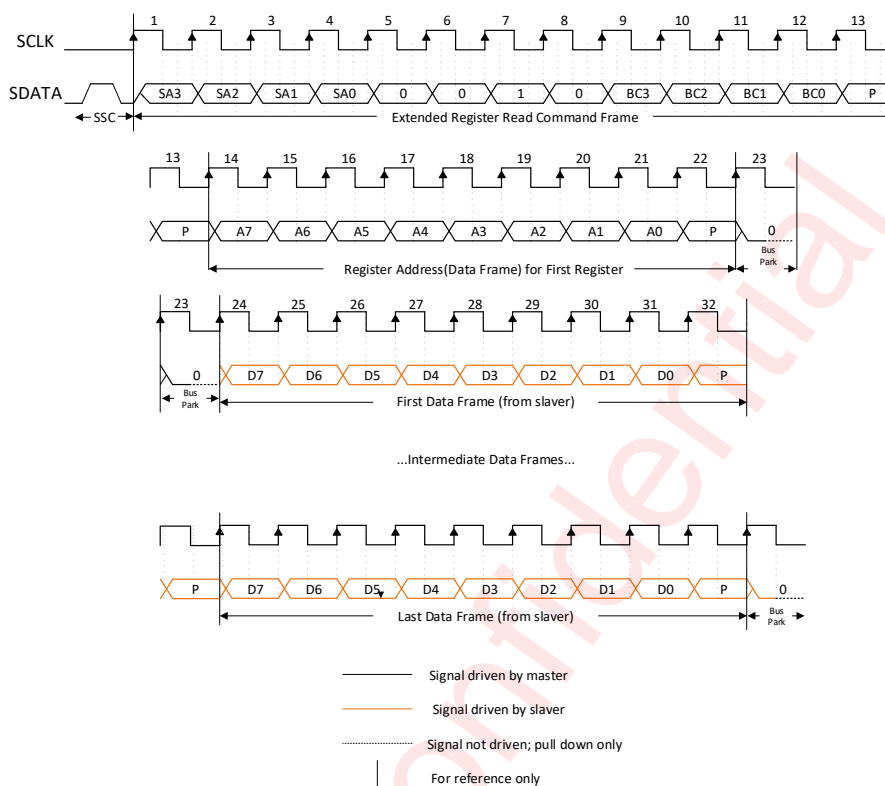 1 2 3 4 5 6 7 8 9 10 11 12 13
SCLK
SDATA SA3 SA2 SA1 SA0 0 0 1 0 BC3 BC2 BC1 BC0 P
SSC Extended Register Read Command Frame
13 14 15 16 17 18 19 20 21 22 23
P A7 A6 A5 A4 A3 A2 A1 A0 P 0
Bus
Park
Register Address(Data Frame) for First Register
23 24 25 26 27 28 29 30 31 32
0 D7 D6 D5 D4 D3 D2 D1 D0 P
Bus
Park
First Data Frame (from slaver)
...Intermediate Data Frames...
P D7 D6 D5 D4 D3 D2 D1 D0 P 0
Last Data Frame (from slaver)
Bus
Park
Signal driven by master
Signal driven by slaver
Signal not driven; pull down only
For reference only
onfidential